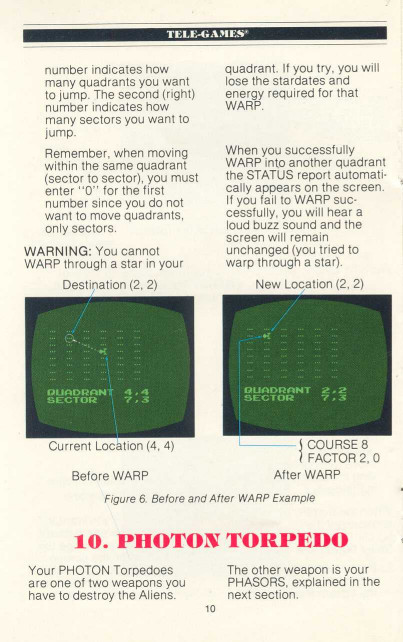 TELE-GAMES®
number indicates how
many quadrants you want
to jump. The second (right)
number indicates how
many sectors you want to
jump.
Remember, when moving
within the same quadrant
(sector to sector), you must
enter "0" for the first
number since you do not
want to move quadrants,
only sectors.
WARNING: You cannot
WARP through a star in your
quadrant. If you try, you will
lose the stardates and
energy required for that
WARP.
When you successfully
WARP into another quadrant
the STATUS report automati-
cally appears on the screen.
If you fail to WARP suc-
cessfully, you will hear a
loud buzz sound and the
screen will remain
unchanged (you tried to
warp through a star).
Destination (2, 2)
QUADRANT 4,4
SECTOR 7,3
Current Location (4, 4)
Before WARP
New Location (2, 2)
QUADRANT 2,2
SECTOR 7,3
COURSE 8
FACTOR 2, 0
After WARP
Figure 6. Before and After WARP Example
10. PHOTON TORPEDO
Your PHOTON Torpedoes
are one of two weapons you
have to destroy the Aliens.
The other weapon is your
PHASORS, explained in the
next section.
10